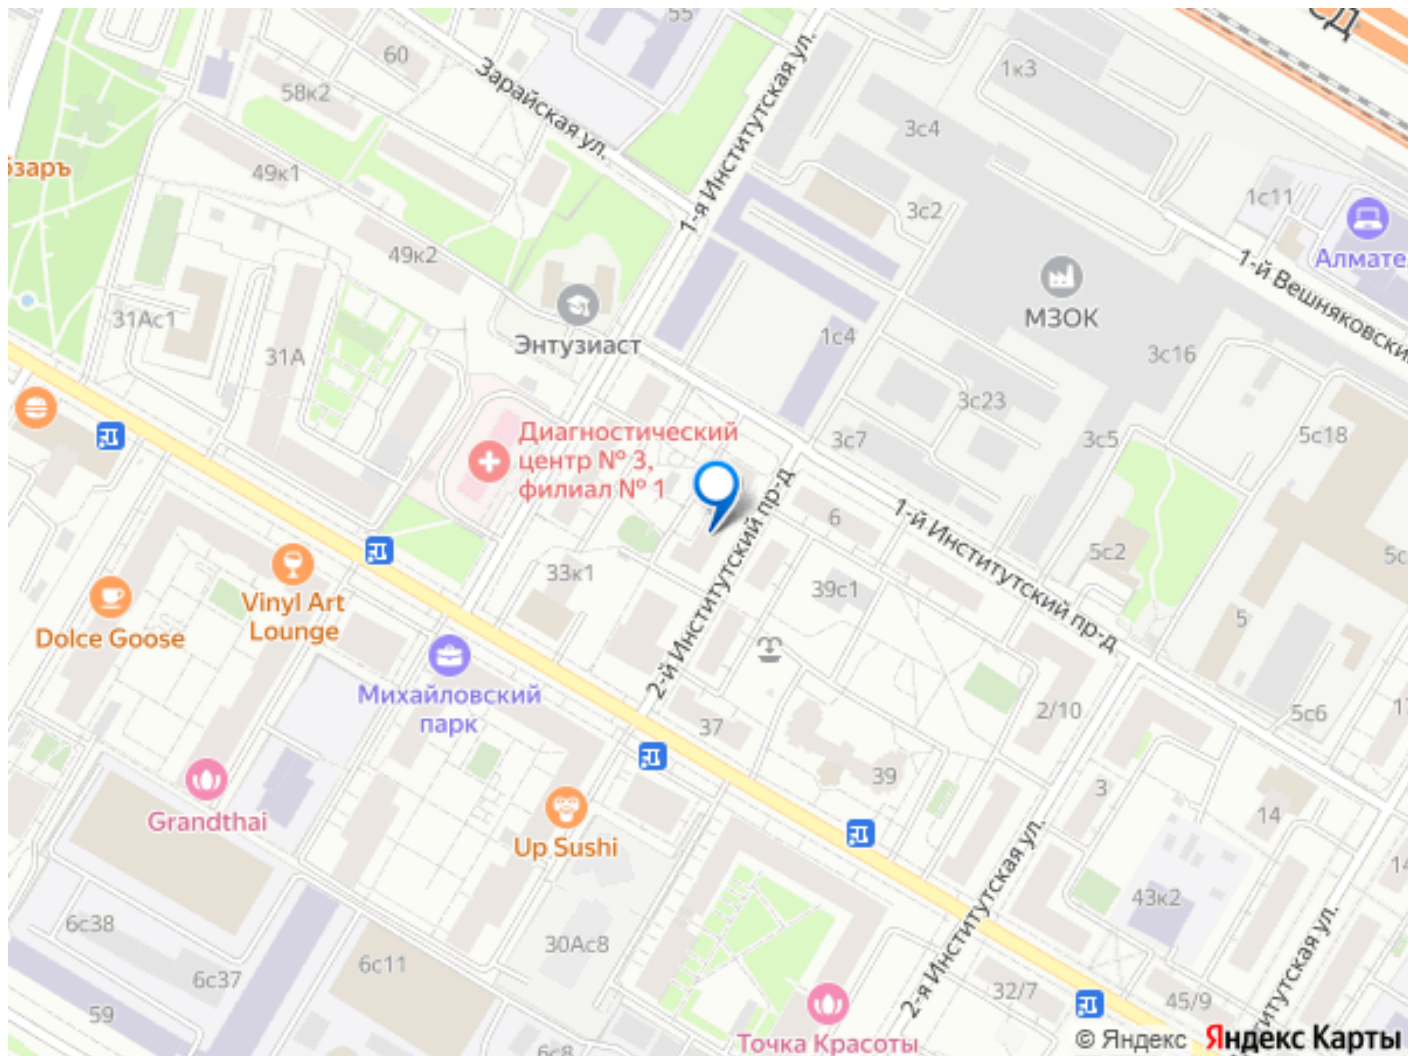 55
60
Зарайская ул.
58к2
1-я Институтская ул.
1к3
3с4
49к1
3с2
1с11
Алмате
49к2
1-й Вешняковски
МЗОК
31Ас1
31А
Энтузиаст
1с4
3с16
3с23
Диагностический
центр № 3,
филиал № 1
3с7
3с5
5с18
2-й Институтский пр-д
6
1-й Институтский пр-д
5с2
33к1
39с1
Vinyl Art
Lounge
Dolce Goose
5
Михайловский
парк
37
2/10
5с6
39
3
14
Grandthai
Up Sushi
2-я Институтская ул.
43к2
6с38
30Ас8
6с11
6с37
59
32/7
45/9
6с8
Точка Красоты
© Яндекс
Яндекс Карты